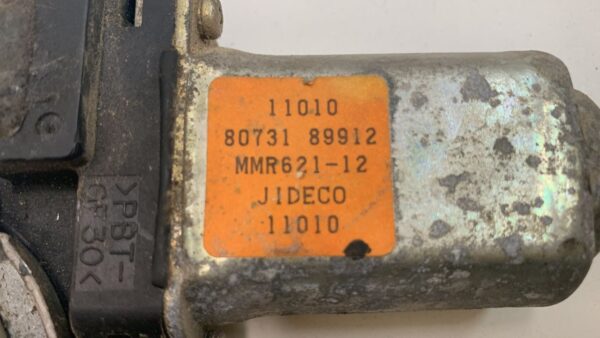 11010
80731 89912
MMR621-12
JIDECO
11010
>PBT-
GF30<